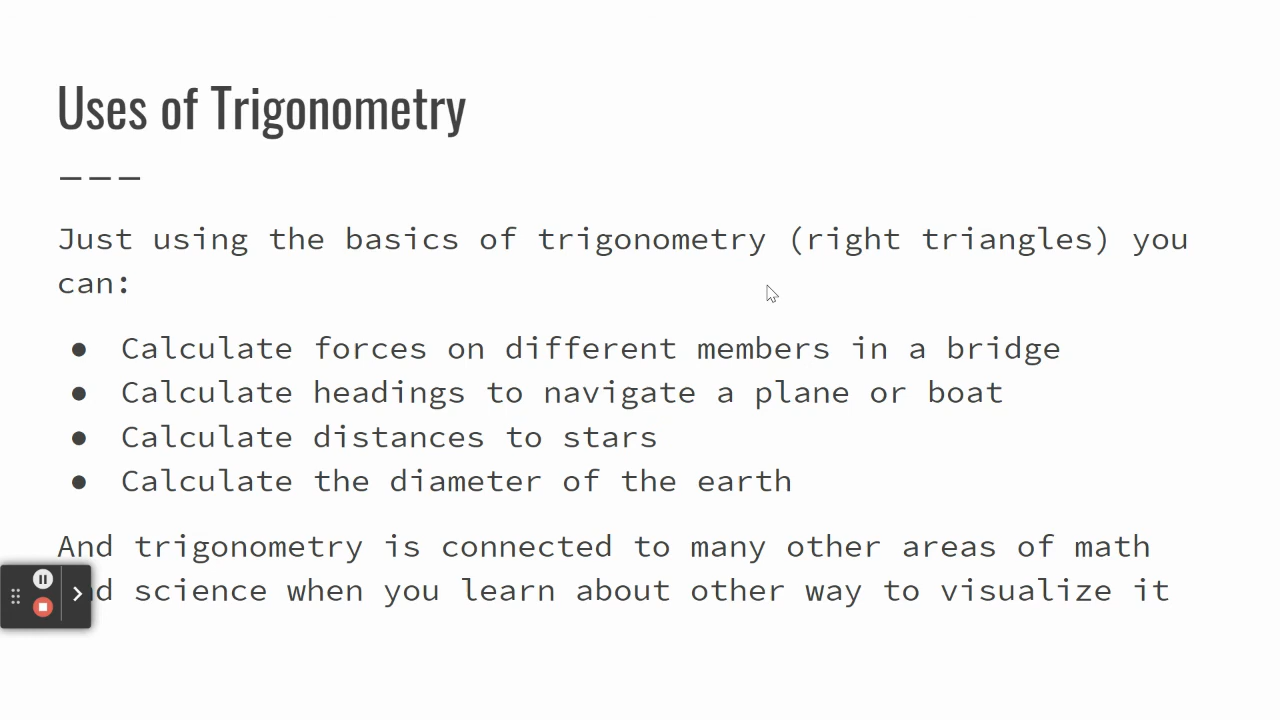 Uses of Trigonometry
Just using the basics of trigonometry (right triangles) you
can:
● Calculate forces on different members in a bridge
● Calculate headings to navigate a plane or boat
● Calculate distances to stars
● Calculate the diameter of the earth
And trigonometry is connected to many other areas of math
science when you learn about other way to visualize it